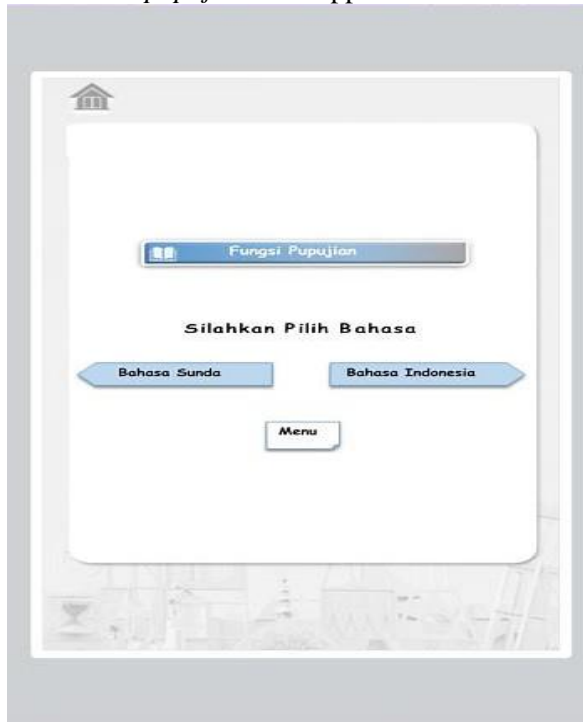 Fungsi Pupujian
Silahkan Pilih Bahasa
Bahasa Sunda
Bahasa Indonesia
Menu